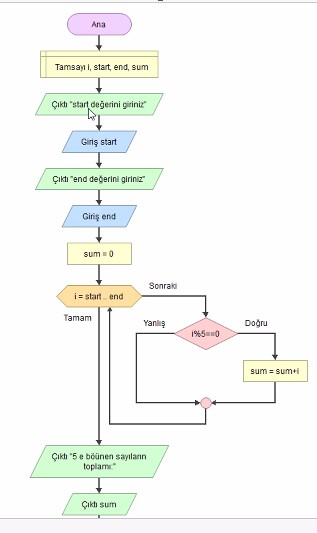 Ana
Tamsayı i, start, end, sum
Çıktı "start değerini giriniz"
Giriş start
Çıktı "end değerini giriniz"
Giriş end
sum = 0
i = start .. end
Sonraki
Tamam
Yanlış
i%5==0
Doğru
sum = sum+i
Çıktı "5 e böünen sayıların
toplamı:"
Çıktı sum